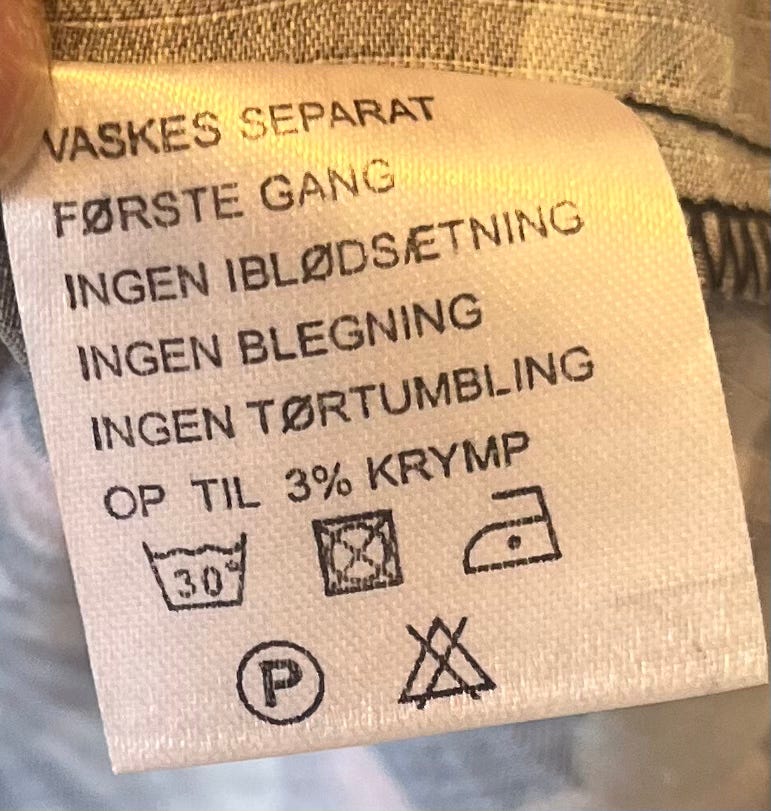 VASKES SEPARAT
FØRSTE GANG
INGEN IBLØDSÆTNING
INGEN BLEGNING
INGEN TØRTUMBLING
OP TIL 3% KRYMP
30°
P